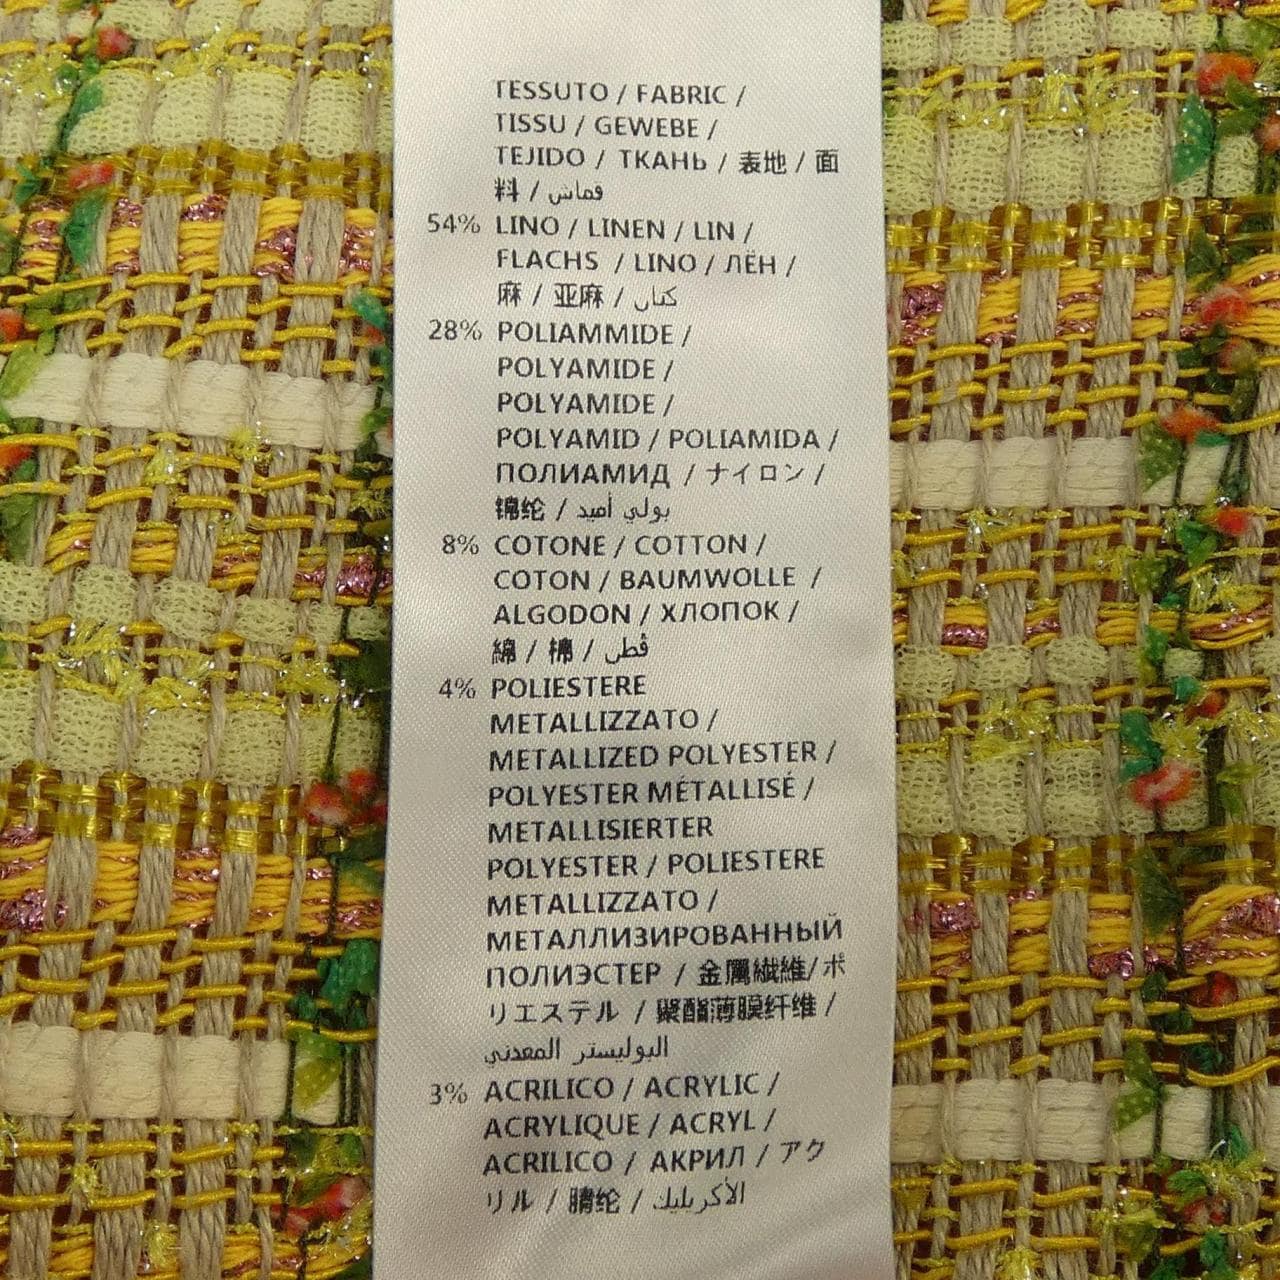 TESSUTO / FABRIC /
TISSU / GEWEBE /
TEJIDO / ТКАНЬ / 表地 / 面
料 / قماش
54% LINO / LINEN / LIN /
FLACHS / LINO / ЛЁН /
麻 / 亚麻 / كتان
28% POLIAMMIDE /
POLYAMIDE /
POLYAMIDE /
POLYAMID / POLIAMIDA /
ПОЛИАМИД / ナイロン /
锦纶 / بولي أميد
8% COTONE / COTTON /
COTON / BAUMWOLLE /
ALGODON / ХЛОПОК /
綿 / 棉 / قطن
4% POLIESTERE
METALLIZZATO /
METALLIZED POLYESTER /
POLYESTER MÉTALLISÉ /
METALLISIERTER
POLYESTER / POLIESTERE
METALLIZZATO /
МЕТАЛЛИЗИРОВАННЫЙ
ПОЛИЭСТЕР / 金属繊維/ポ
リエステル / 聚酯薄膜纤维 /
البوليستر المعدني
3% ACRILICO / ACRYLIC /
ACRYLIQUE / ACRYL /
ACRILICO / АКРИЛ / アク
リル / 腈纶 / الأكريليك